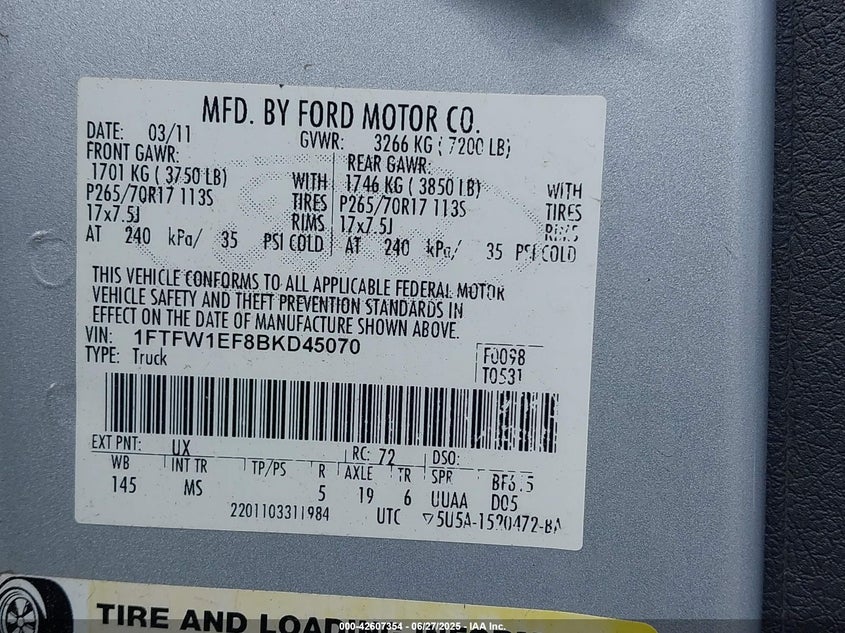 MFD. BY FORD MOTOR CO.
DATE: 03/11 GVWR: 3266 KG ( 7200 LB)
FRONT GAWR: REAR GAWR:
1701 KG ( 3750 LB) WITH 1746 KG ( 3850 LB) WITH
P265/70R17 113S TIRES P265/70R17 113S TIRES
17x7.5J RIMS 17x7.5J RIMS
AT 240 kPa/ 35 PSI COLD AT 240 kPa/ 35 PSI COLD
THIS VEHICLE CONFORMS TO ALL APPLICABLE FEDERAL MOTOR
VEHICLE SAFETY AND THEFT PREVENTION STANDARDS IN
EFFECT ON THE DATE OF MANUFACTURE SHOWN ABOVE.
VIN: 1FTFW1EF8BKD45070
TYPE: Truck
F0098
T0531
EXT PNT: UX RC: 72 DSO:
WB INT TR TP/PS R AXLE TR SPR BF6.5
145 MS 5 19 6 UUAA D05
2201103311984 UTC ▽5U5A-1520472-BA
TIRE AND
000-42607354 - 06/27/2025 - IAA Inc.